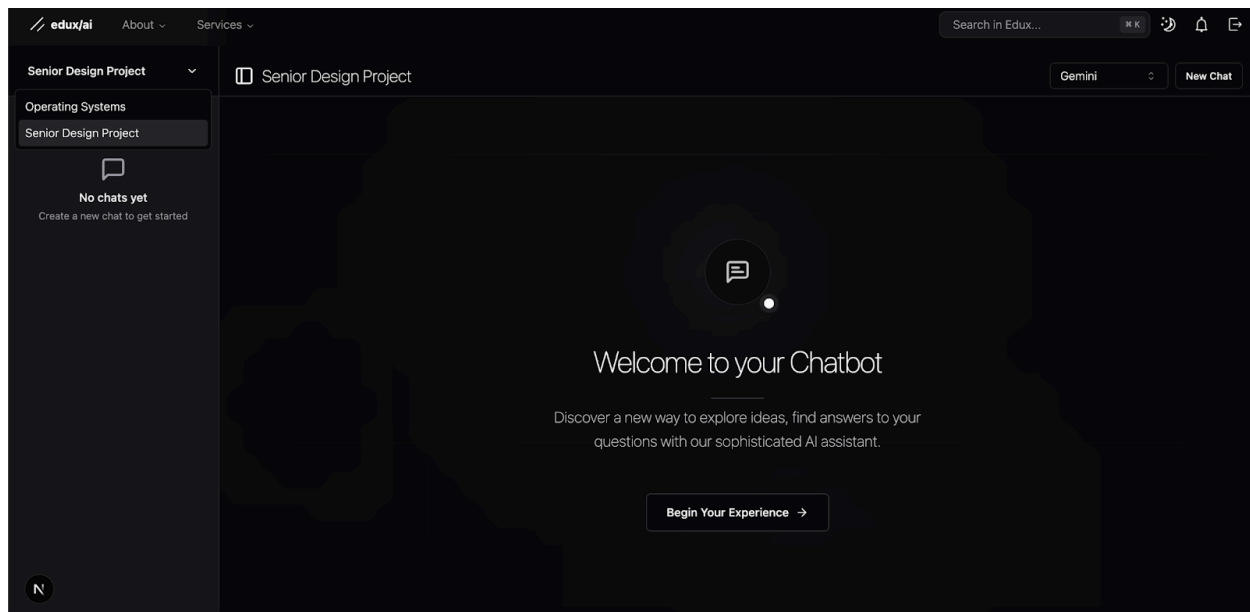 edux/ai
About
Services
Search in Edux...
⌘ K
Senior Design Project
Senior Design Project
Gemini
New Chat
Operating Systems
Senior Design Project
No chats yet
Create a new chat to get started
Welcome to your Chatbot
Discover a new way to explore ideas, find answers to your
questions with our sophisticated AI assistant.
Begin Your Experience →
N